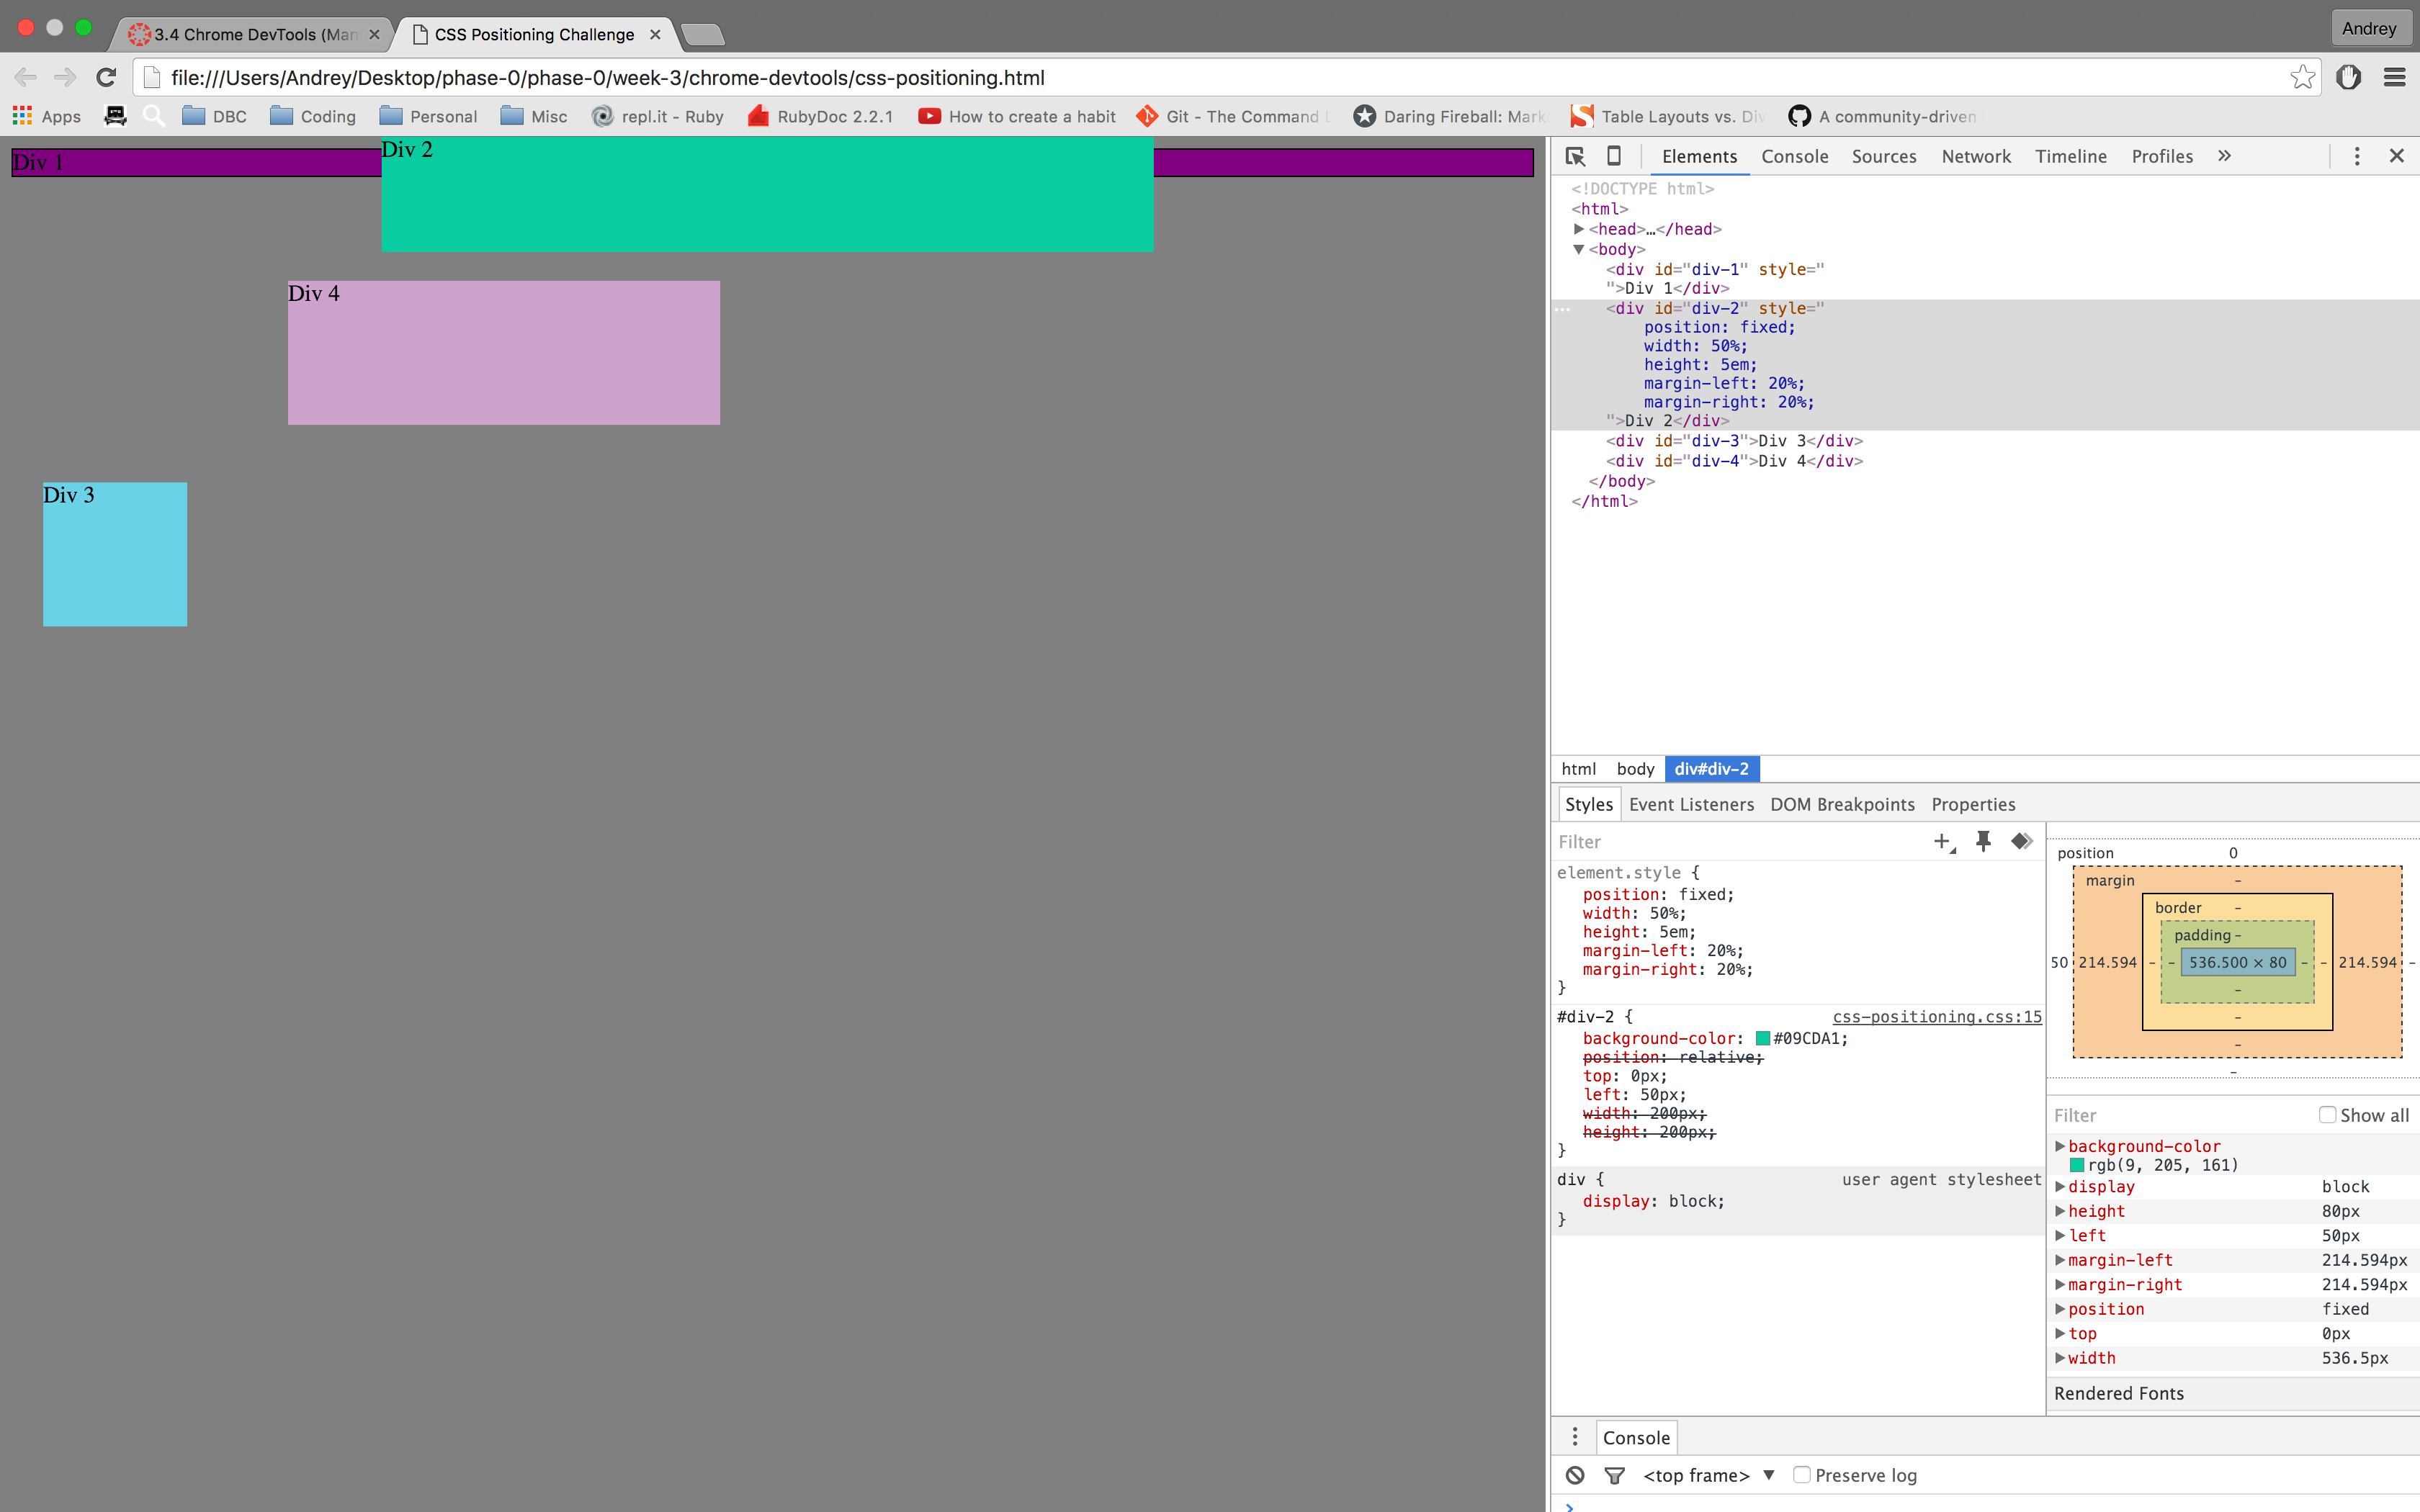 3.4 Chrome DevTools (Man
CSS Positioning Challenge
Andrey
file:///Users/Andrey/Desktop/phase-0/phase-0/week-3/chrome-devtools/css-positioning.html
Apps DBC Coding Personal Misc repl.it - Ruby RubyDoc 2.2.1 How to create a habit Git - The Command Daring Fireball: Mark Table Layouts vs. Div A community-driven
Div 1
Div 2
Div 4
Div 3
Elements Console Sources Network Timeline Profiles »
<!DOCTYPE html>
<html>
<head>…</head>
<body>
<div id="div-1" style="
">Div 1</div>
<div id="div-2" style="
position: fixed;
width: 50%;
height: 5em;
margin-left: 20%;
margin-right: 20%;
">Div 2</div>
<div id="div-3">Div 3</div>
<div id="div-4">Div 4</div>
</body>
</html>
html body div#div-2
Styles Event Listeners DOM Breakpoints Properties
Filter
element.style {
position: fixed;
width: 50%;
height: 5em;
margin-left: 20%;
margin-right: 20%;
}
#div-2 { css-positioning.css:15
background-color: #09CDA1;
position: relative;
top: 0px;
left: 50px;
width: 200px;
height: 200px;
}
div { user agent stylesheet
display: block;
}
position 0
margin -
border -
padding -
50 214.594 - - 536.500 × 80 - - 214.594 -
-
-
-
-
Filter Show all
background-color
rgb(9, 205, 161)
display block
height 80px
left 50px
margin-left 214.594px
margin-right 214.594px
position fixed
top 0px
width 536.5px
Rendered Fonts
Console
<top frame> ▼ Preserve log
>